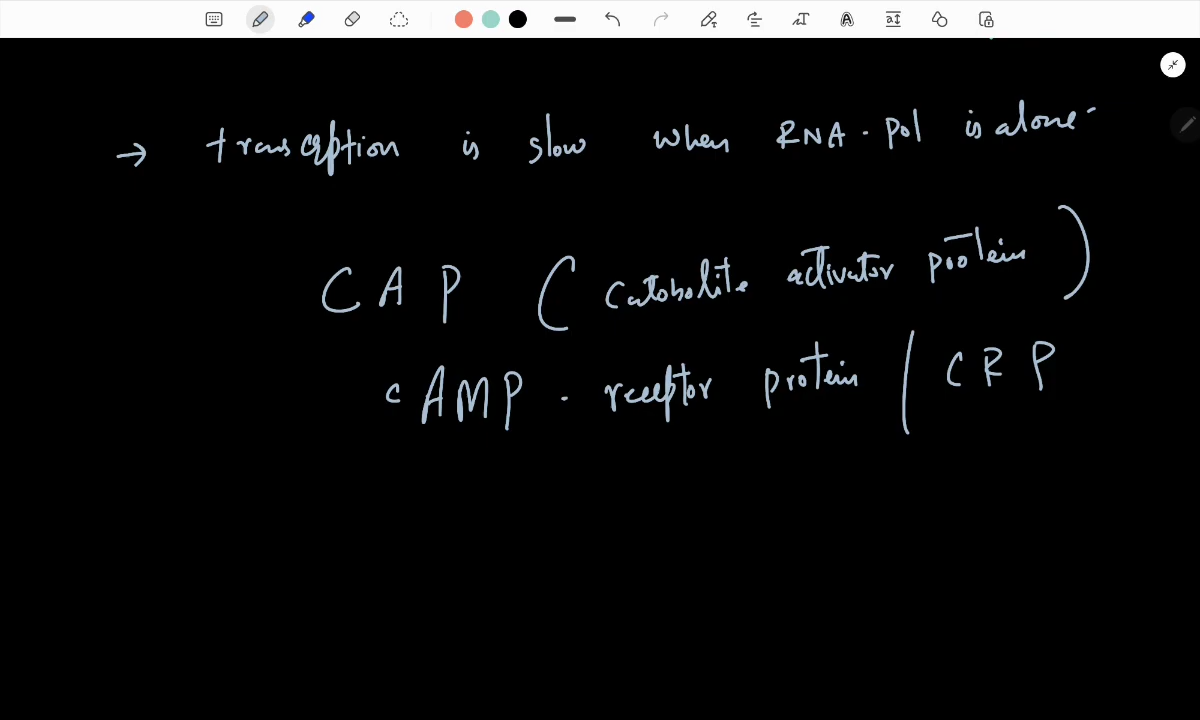 → transcription is slow when RNA. pol is alone-
CAP ( Catabolite activator protein )
cAMP. receptor protein / CRP